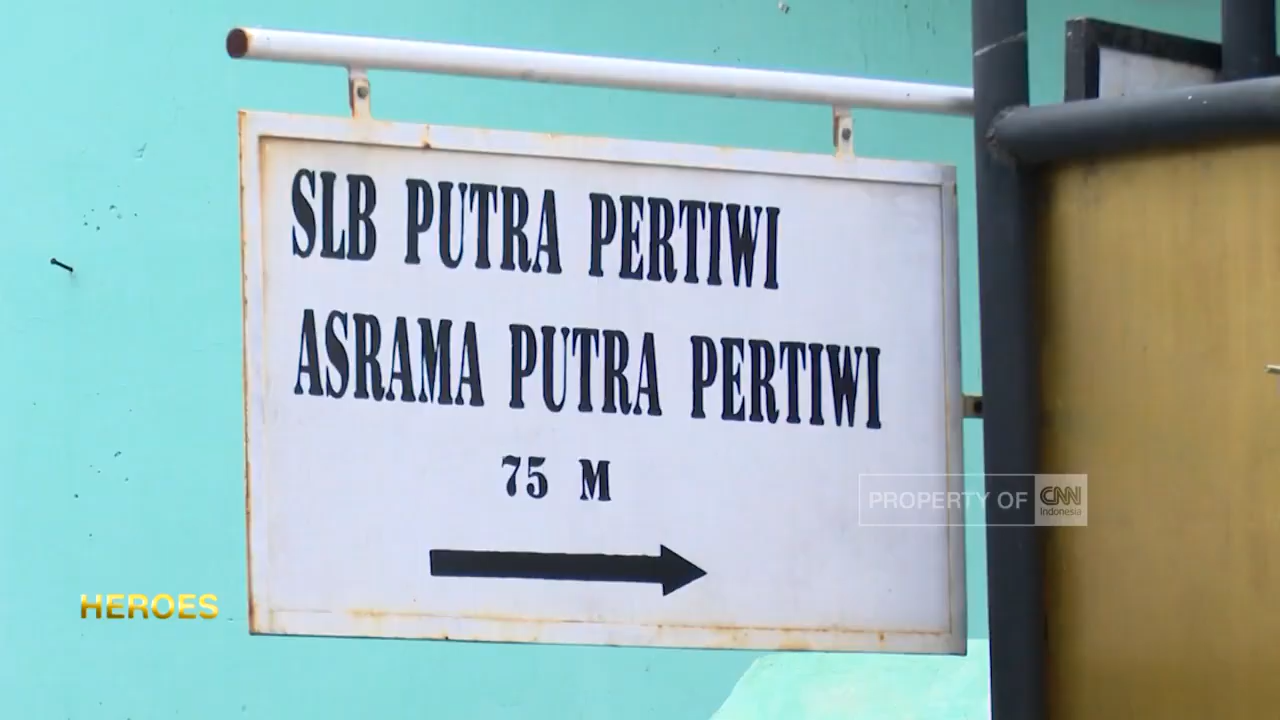 SLB PUTRA PERTIWI
ASRAMA PUTRA PERTIWI
75 M
PROPERTY OF CNN Indonesia
HEROES